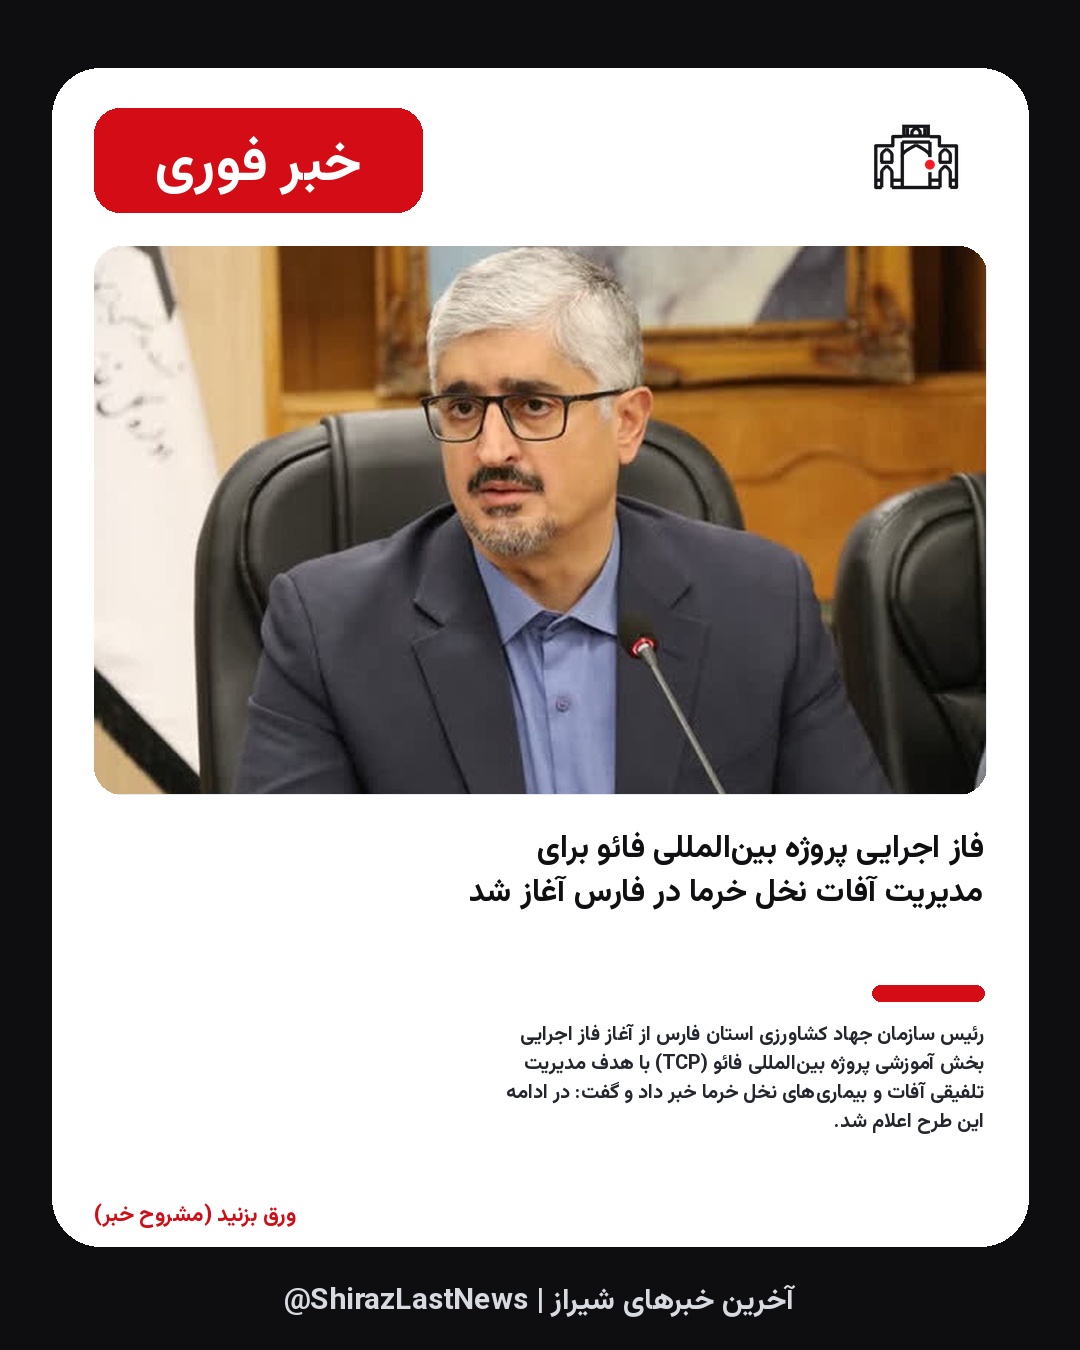 خبر فوری
فاز اجرایی پروژه بین‌المللی فائو برای
مدیریت آفات نخل خرما در فارس آغاز شد
رئیس سازمان جهاد کشاورزی استان فارس از آغاز فاز اجرایی
بخش آموزشی پروژه بین‌المللی فائو (TCP) با هدف مدیریت
تلفیقی آفات و بیماری‌های نخل خرما خبر داد و گفت: در ادامه
این طرح اعلام شد.
ورق بزنید (مشروح خبر)
آخرین خبرهای شیراز | @ShirazLastNews